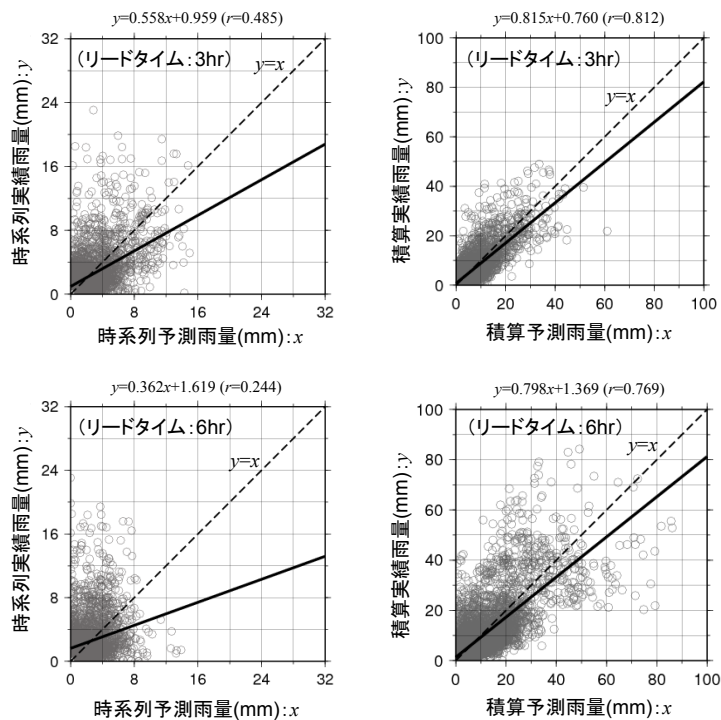 y=0.558x+0.959 (r=0.485)
(リードタイム:3hr)
y=x
32
24
16
8
0
時系列実績雨量(mm):y
0 8 16 24 32
時系列予測雨量(mm):x
y=0.815x+0.760 (r=0.812)
(リードタイム:3hr)
y=x
100
80
60
40
20
0
積算実績雨量(mm):y
0 20 40 60 80 100
積算予測雨量(mm):x
y=0.362x+1.619 (r=0.244)
(リードタイム:6hr)
y=x
32
24
16
8
0
時系列実績雨量(mm):y
0 8 16 24 32
時系列予測雨量(mm):x
y=0.798x+1.369 (r=0.769)
(リードタイム:6hr)
y=x
100
80
60
40
20
0
積算実績雨量(mm):y
0 20 40 60 80 100
積算予測雨量(mm):x